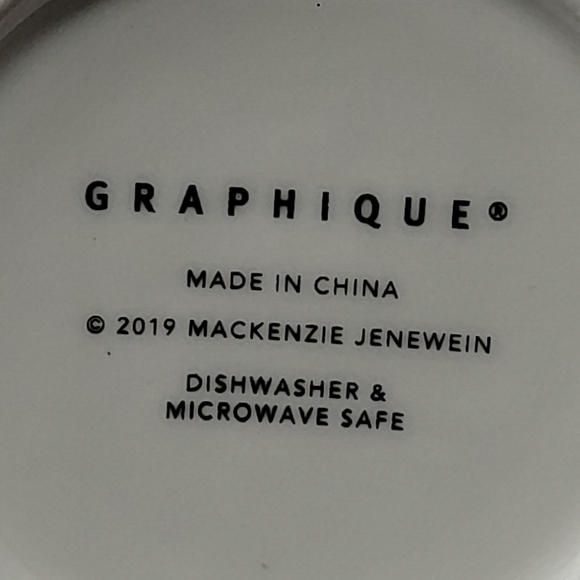 GRAPHIQUE®
MADE IN CHINA
© 2019 MACKENZIE JENEWEIN
DISHWASHER &
MICROWAVE SAFE